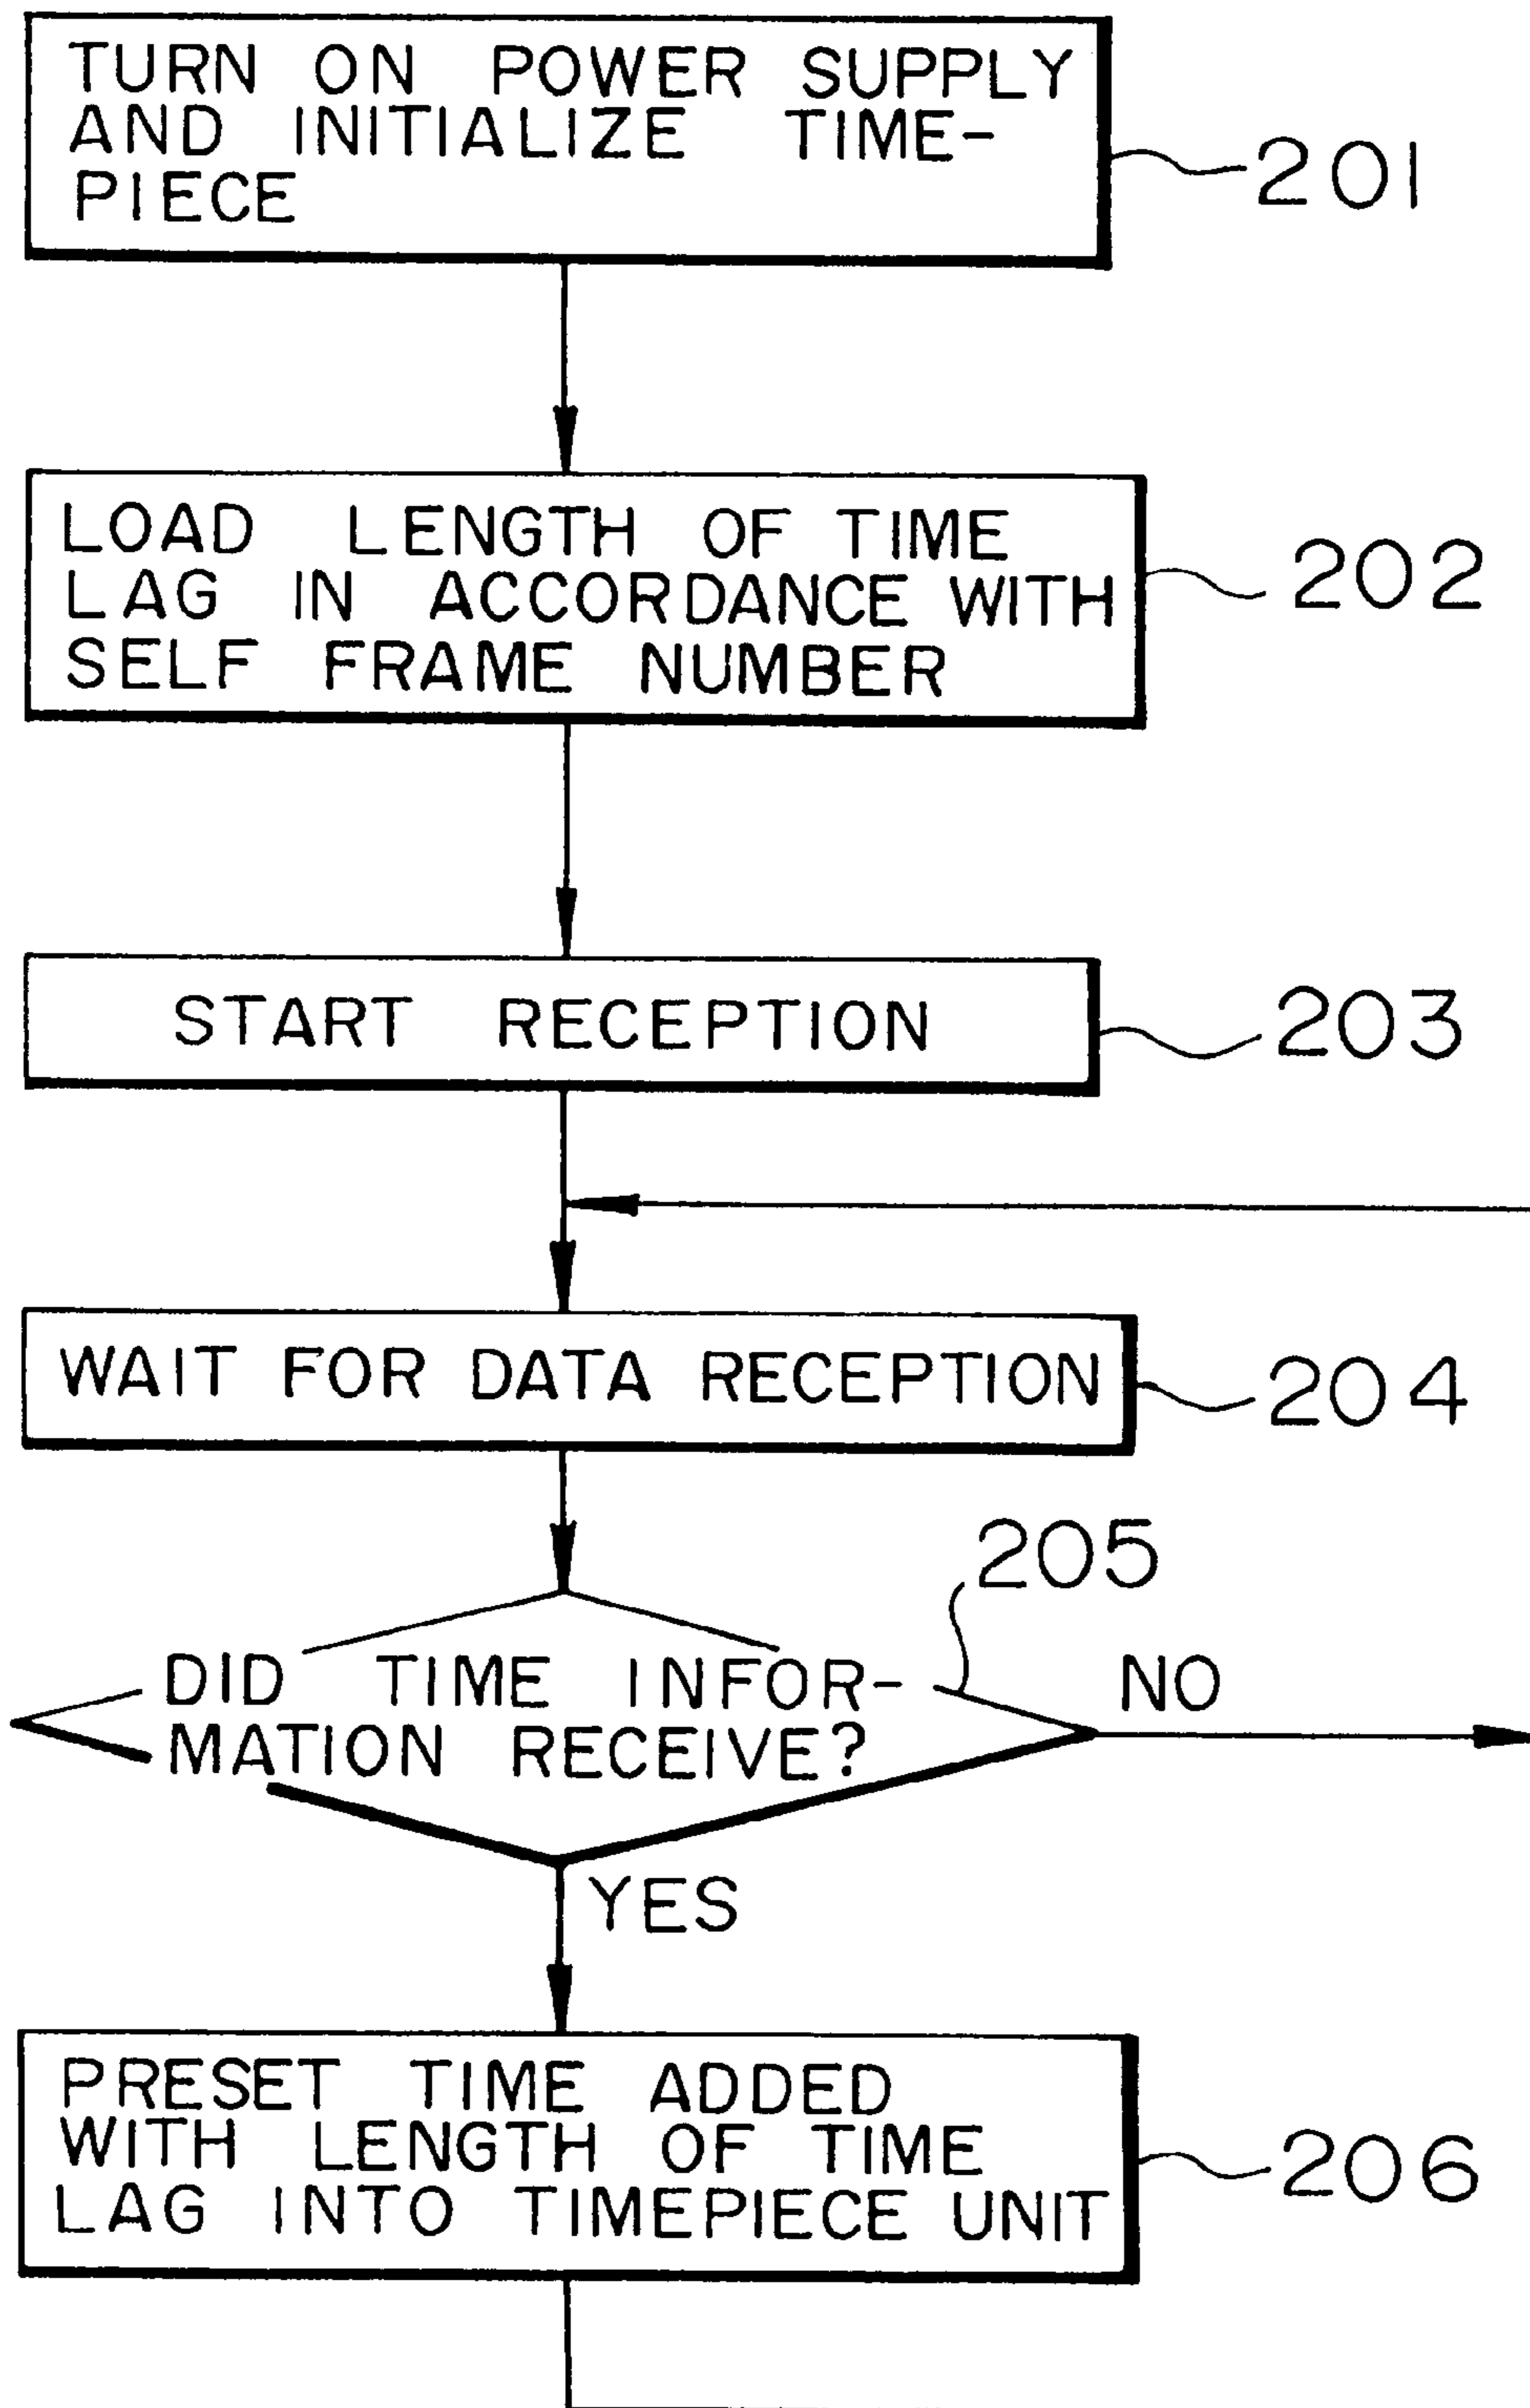 TURN ON POWER SUPPLY
AND INITIALIZE TIME-
PIECE
201
LOAD LENGTH OF TIME
LAG IN ACCORDANCE WITH
SELF FRAME NUMBER
202
START RECEPTION
203
WAIT FOR DATA RECEPTION
204
205
DID TIME INFOR-
MATION RECEIVE?
NO
YES
PRESET TIME ADDED
WITH LENGTH OF TIME
LAG INTO TIMEPIECE UNIT
206